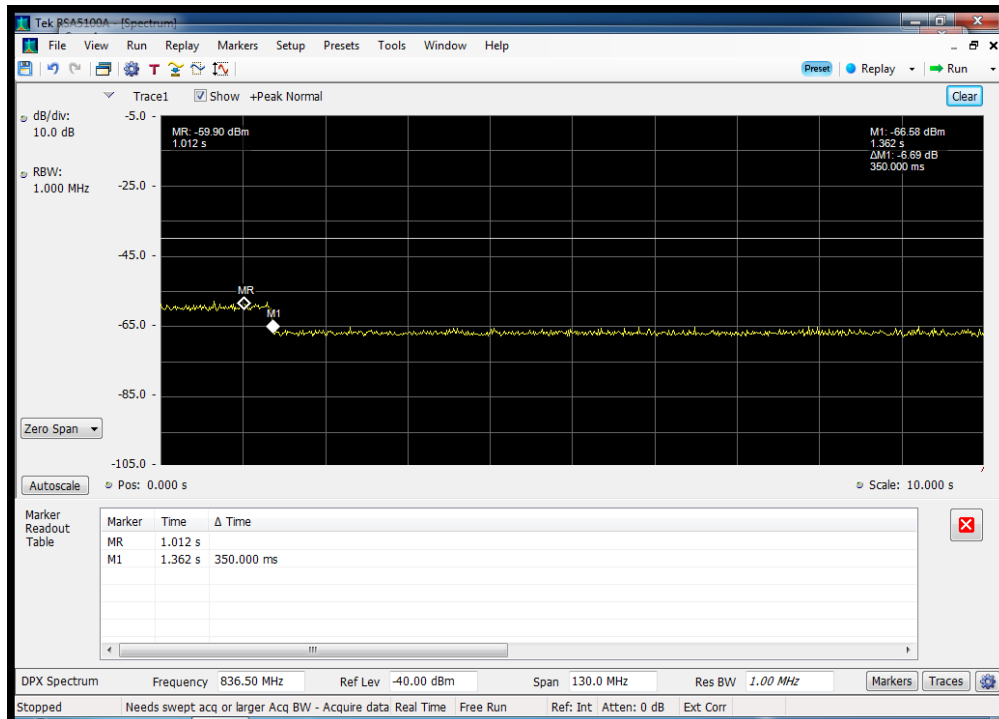 Tek RSA5100A - [Spectrum]
File View Run Replay Markers Setup Presets Tools Window Help
T
Preset Replay Run
Trace1 Show +Peak Normal Clear
dB/div:
10.0 dB
RBW:
1.000 MHz
-5.0
-25.0
-45.0
-65.0
-85.0
-105.0
MR: -59.90 dBm
1.012 s
M1: -66.58 dBm
1.362 s
ΔM1: -6.69 dB
350.000 ms
MR
M1
Zero Span
Autoscale Pos: 0.000 s Scale: 10.000 s
Marker
Readout
Table
Marker Time Δ Time
MR 1.012 s
M1 1.362 s 350.000 ms
DPX Spectrum Frequency 836.50 MHz Ref Lev -40.00 dBm Span 130.0 MHz Res BW 1.00 MHz Markers Traces
Stopped Needs swept acq or larger Acq BW - Acquire data Real Time Free Run Ref: Int Atten: 0 dB Ext Corr